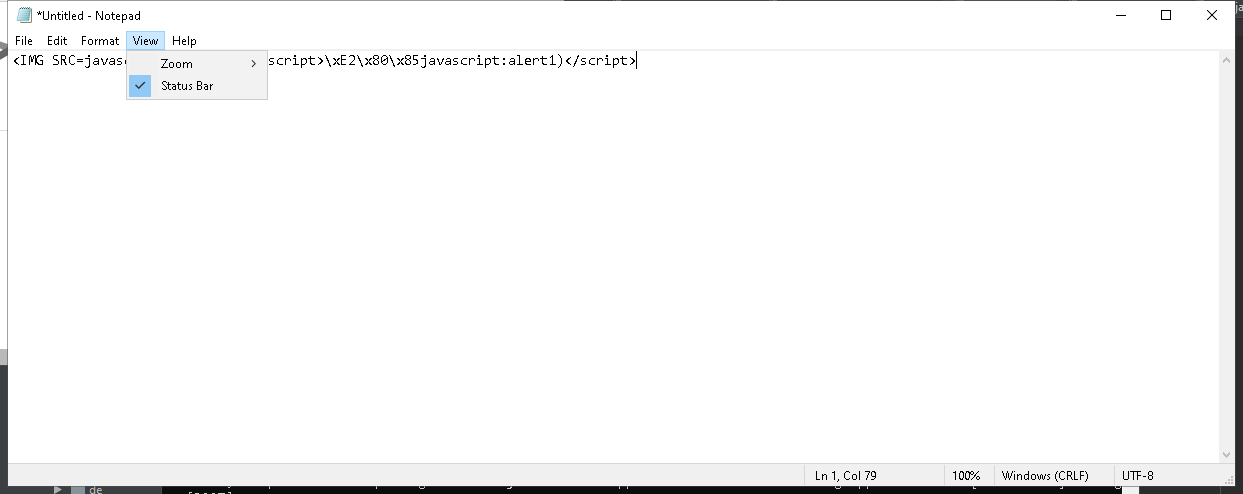 *Untitled - Notepad
File Edit Format View Help
<IMG SRC=javas script>\xE2\x80\x85javascript:alert1)</script>
Zoom
Status Bar
Ln 1, Col 79 100% Windows (CRLF) UTF-8
de